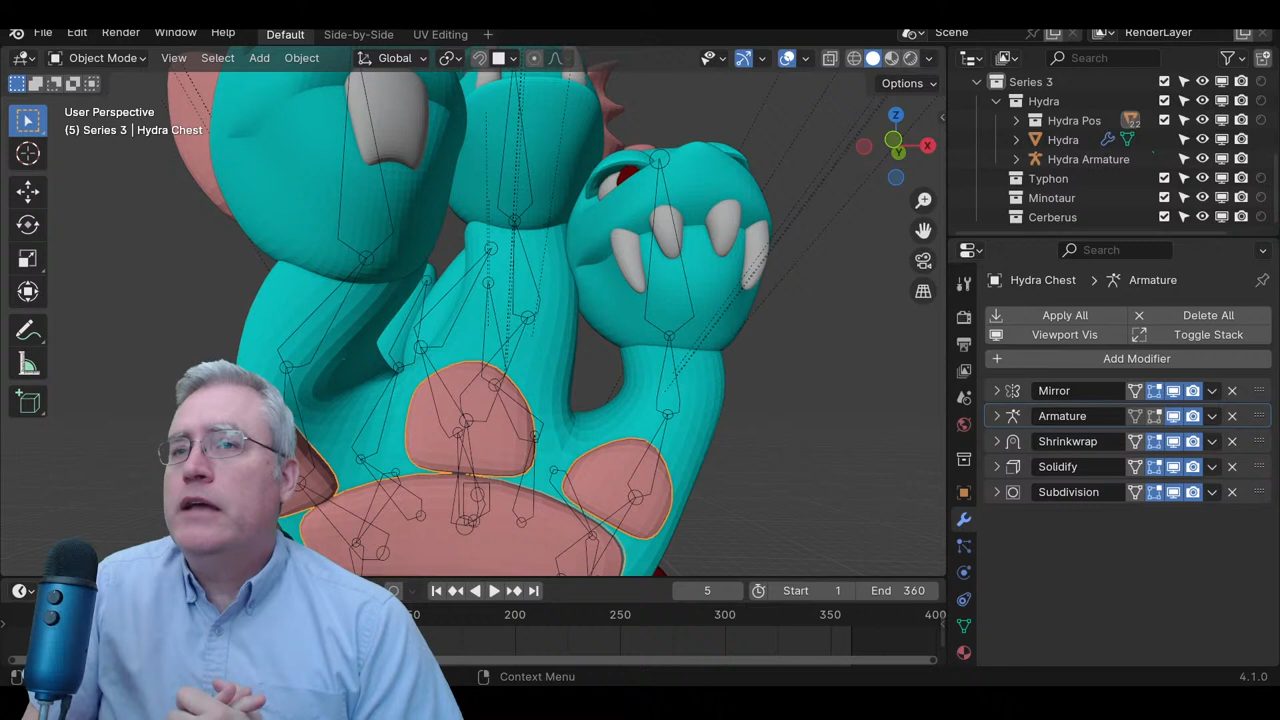 File Edit Render Window Help
Default Side-by-Side UV Editing +
Scene
RenderLayer
Object Mode View Select Add Object
Global
Search
Options
User Perspective
(5) Series 3 | Hydra Chest
Z
X
Y
Series 3
Hydra
Hydra Pos 22
Hydra
Hydra Armature
Typhon
Minotaur
Cerberus
Search
Hydra Chest > Armature
Apply All Delete All
Viewport Vis Toggle Stack
+ Add Modifier
Mirror
Armature
Shrinkwrap
Solidify
Subdivision
5 Start 1 End 360
200 250 300 350 400
Context Menu
4.1.0